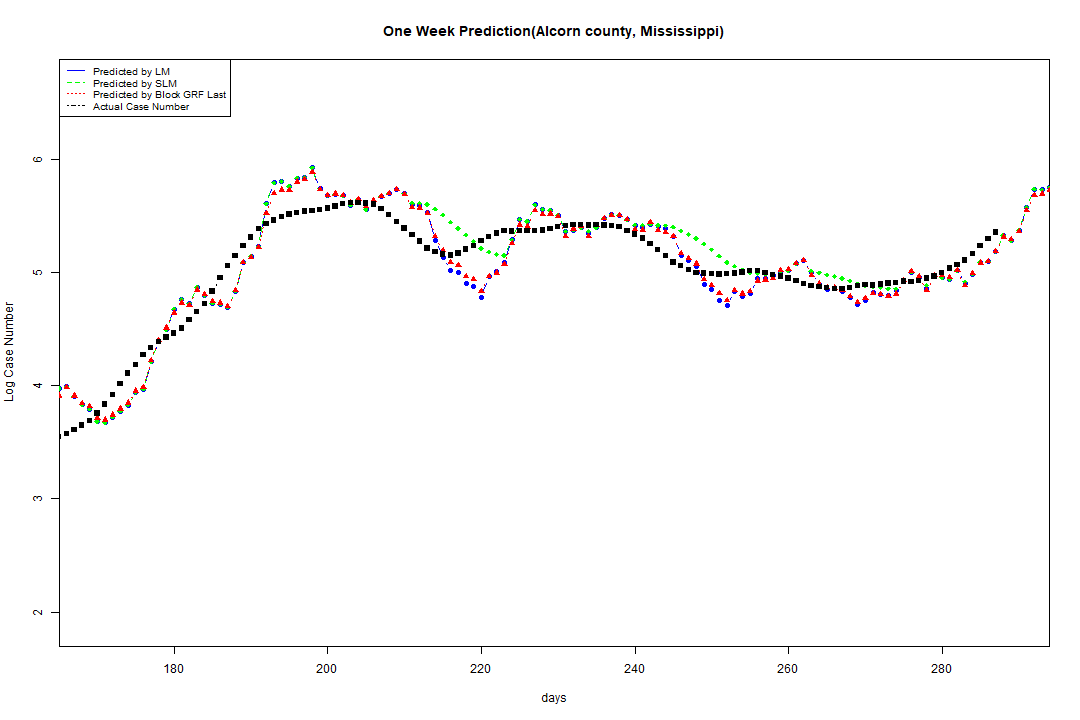 One Week Prediction(Alcorn county, Mississippi)
Predicted by LM
Predicted by SLM
Predicted by Block GRF Last
Actual Case Number
6
5
4
3
2
Log Case Number
180 200 220 240 260 280
days